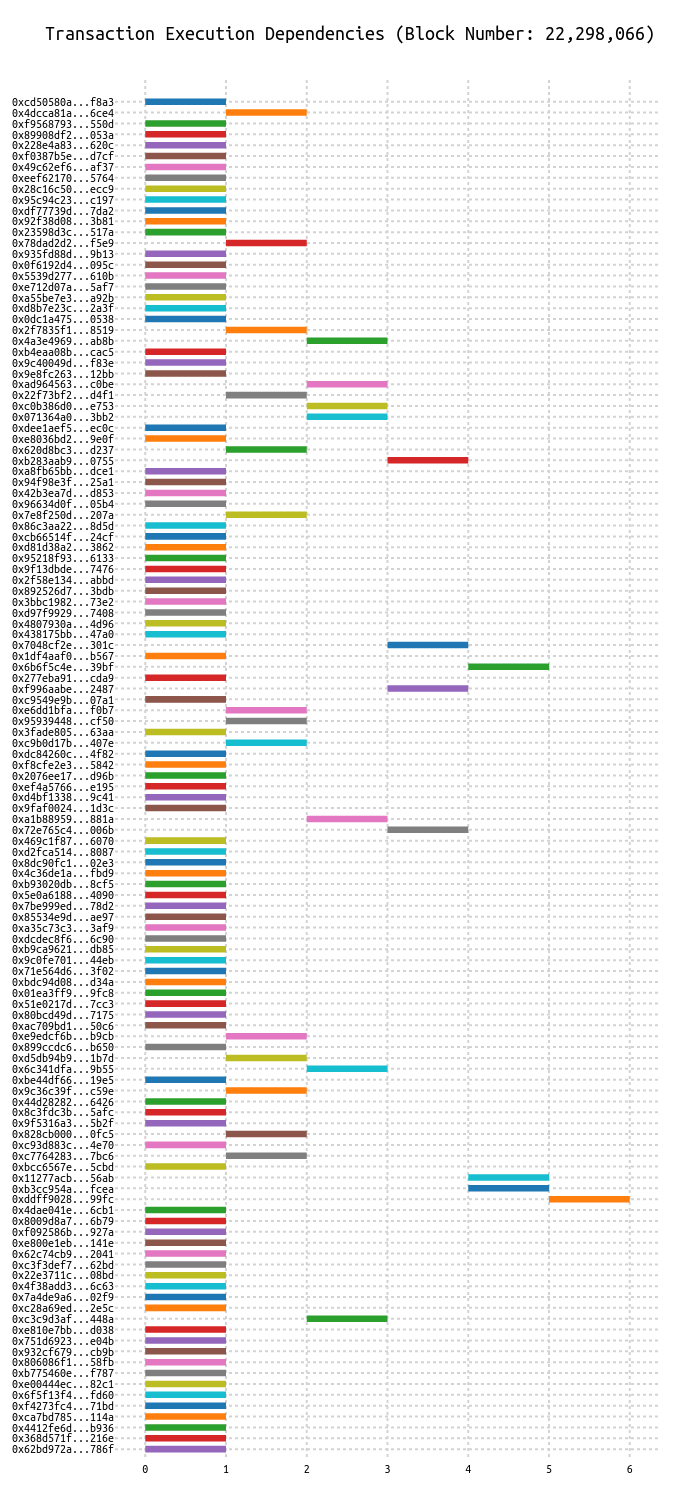 Transaction Execution Dependencies (Block Number: 22,298,066)
0xcd50580a...f8a3
0x4dcca81a...6ce4
0xf9568793...550d
0x89908df2...053a
0x228e4a83...620c
0xf0387b5e...d7cf
0x49c62ef6...af37
0xeef62170...5764
0x28c16c50...ecc9
0x95c94c23...c197
0xdf77739d...7da2
0x92f38d08...3b81
0x23598d3c...517a
0x78dad2d2...f5e9
0x935fd88d...9b13
0x0f6192d4...095c
0x5539d277...610b
0xe712d07a...5af7
0xa55be7e3...a92b
0xd8b7e23c...2a3f
0x0dc1a475...0538
0x2f7835f1...8519
0x4a3e4969...ab8b
0xb4eaa08b...cac5
0x9c40049d...f83e
0x9e8fc263...12bb
0xad964563...c0be
0x22f73bf2...d4f1
0xc0b386d0...e753
0x071364a0...3bb2
0xdee1aef5...ec0c
0xe8036bd2...9e0f
0x620d8bc3...d237
0xb283aab9...0755
0xa8fb65bb...dce1
0x94f98e3f...25a1
0x42b3ea7d...d853
0x96634d0f...05b4
0x7e8f250d...207a
0x86c3aa22...8d5d
0xcb66514f...24cf
0xd81d38a2...3862
0x95218f93...6133
0x9f13dbde...7476
0x2f58e134...abbd
0x892526d7...3bdb
0x3bbc1982...73e2
0xd97f9929...7408
0x4807930a...4d96
0x438175bb...47a0
0x7048cf2e...301c
0x1df4aaf0...b567
0x6b6f5c4e...39bf
0x277eba91...cda9
0xf996aabe...2487
0xc9549e9b...07a1
0xe6dd1bfa...f0b7
0x95939448...cf50
0x3fade805...63aa
0xc9b0d17b...407e
0xdc84260c...4f82
0xf8cfe2e3...5842
0x2076ee17...d96b
0xef4a5766...e195
0xd4bf1338...9c41
0x9faf0024...1d3c
0xa1b88959...881a
0x72e765c4...006b
0x469c1f87...6070
0xd2fca514...8087
0x8dc90fc1...02e3
0x4c36de1a...fbd9
0xb93020db...8cf5
0x5e0a6188...4090
0x7be999ed...78d2
0x85534e9d...ae97
0xa35c73c3...3af9
0xdcdec8f6...6c90
0xb9ca9621...db85
0x9c0fe701...44eb
0x71e564d6...3f02
0xbdc94d08...d34a
0x01ea3ff9...9fc8
0x51e0217d...7cc3
0x80bcd49d...7175
0xac709bd1...50c6
0xe9edcf6b...b9cb
0x899ccdc6...b650
0xd5db94b9...1b7d
0x6c341dfa...9b55
0xbe44df66...19e5
0x9c36c39f...c59e
0x44d28282...6426
0x8c3fdc3b...5afc
0x9f5316a3...5b2f
0x828cb000...0fc5
0xc93d883c...4e70
0xc7764283...7bc6
0xbcc6567e...5cbd
0x11277acb...56ab
0xb3cc954a...fcea
0xddff9028...99fc
0x4dae041e...6cb1
0x8009d8a7...6b79
0xf092586b...927a
0xe800e1eb...141e
0x62c74cb9...2041
0xc3f3def7...62bd
0x22e3711c...08bd
0x4f38add3...6c63
0x7a4de9a6...02f9
0xc28a69ed...2e5c
0xc3c9d3af...448a
0xe810e7bb...d038
0x751d6923...e04b
0x932cf679...cb9b
0x806086f1...58fb
0xb775460e...f787
0xe00444ec...82c1
0x6f5f13f4...fd60
0xf4273fc4...71bd
0xca7bd785...114a
0x4412fe6d...b936
0x368d571f...216e
0x62bd972a...786f
0 1 2 3 4 5 6